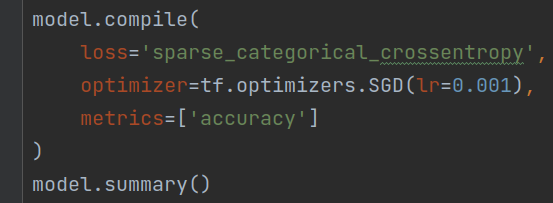 model.compile(
    loss='sparse_categorical_crossentropy',
    optimizer=tf.optimizers.SGD(lr=0.001),
    metrics=['accuracy']
)
model.summary()